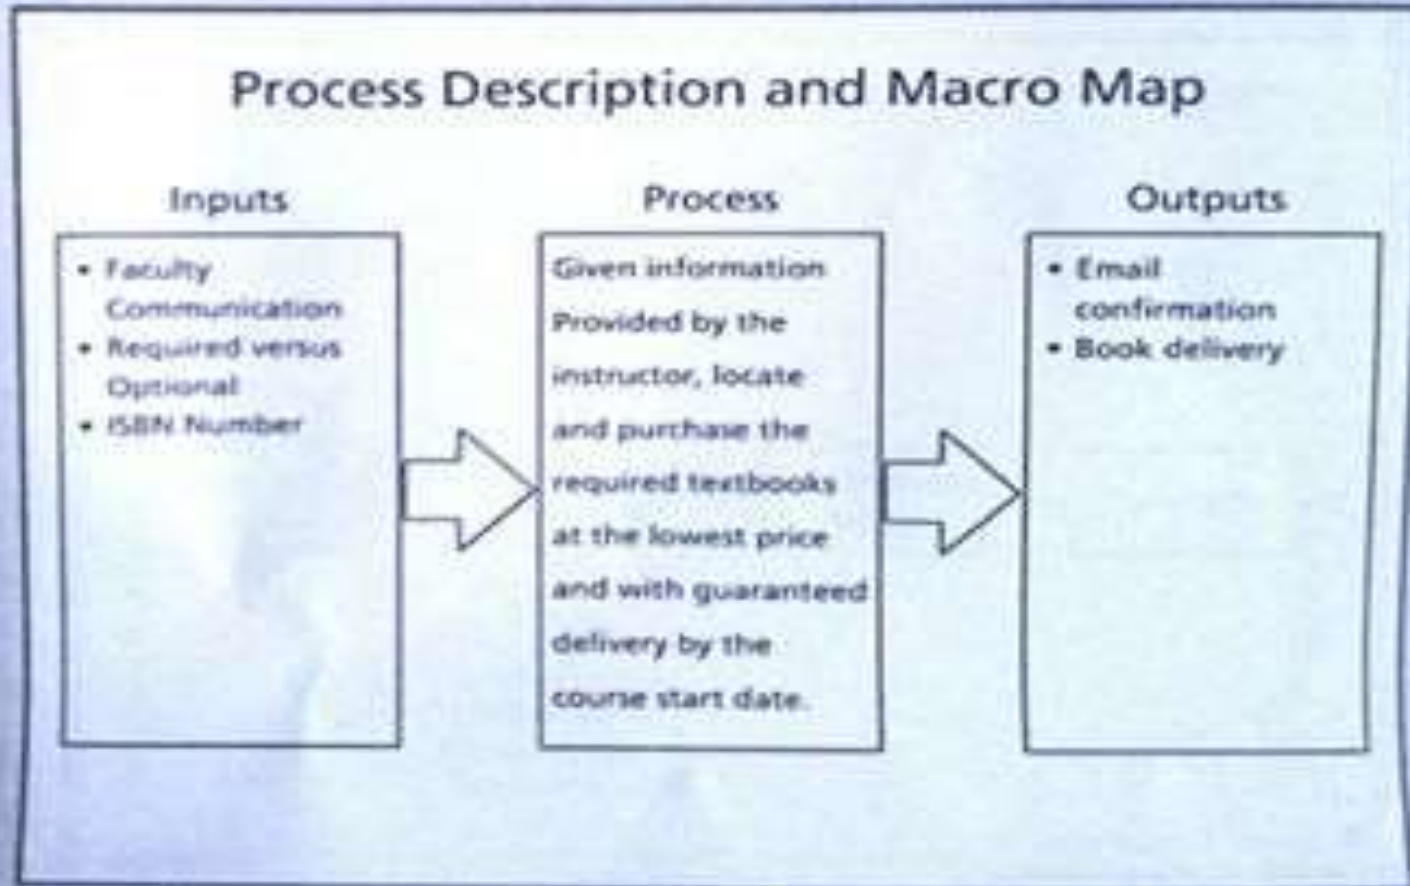 Process Description and Macro Map
Inputs
• Faculty
Communication
• Required versus
Optional
• ISBN Number
Process
Given information
Provided by the
instructor, locate
and purchase the
required textbooks
at the lowest price
and with guaranteed
delivery by the
course start date.
Outputs
• Email
confirmation
• Book delivery